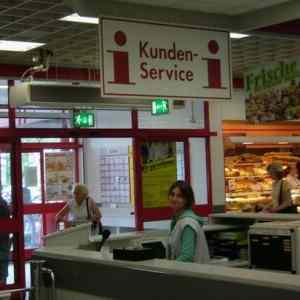 Kunden-
Service
Frische